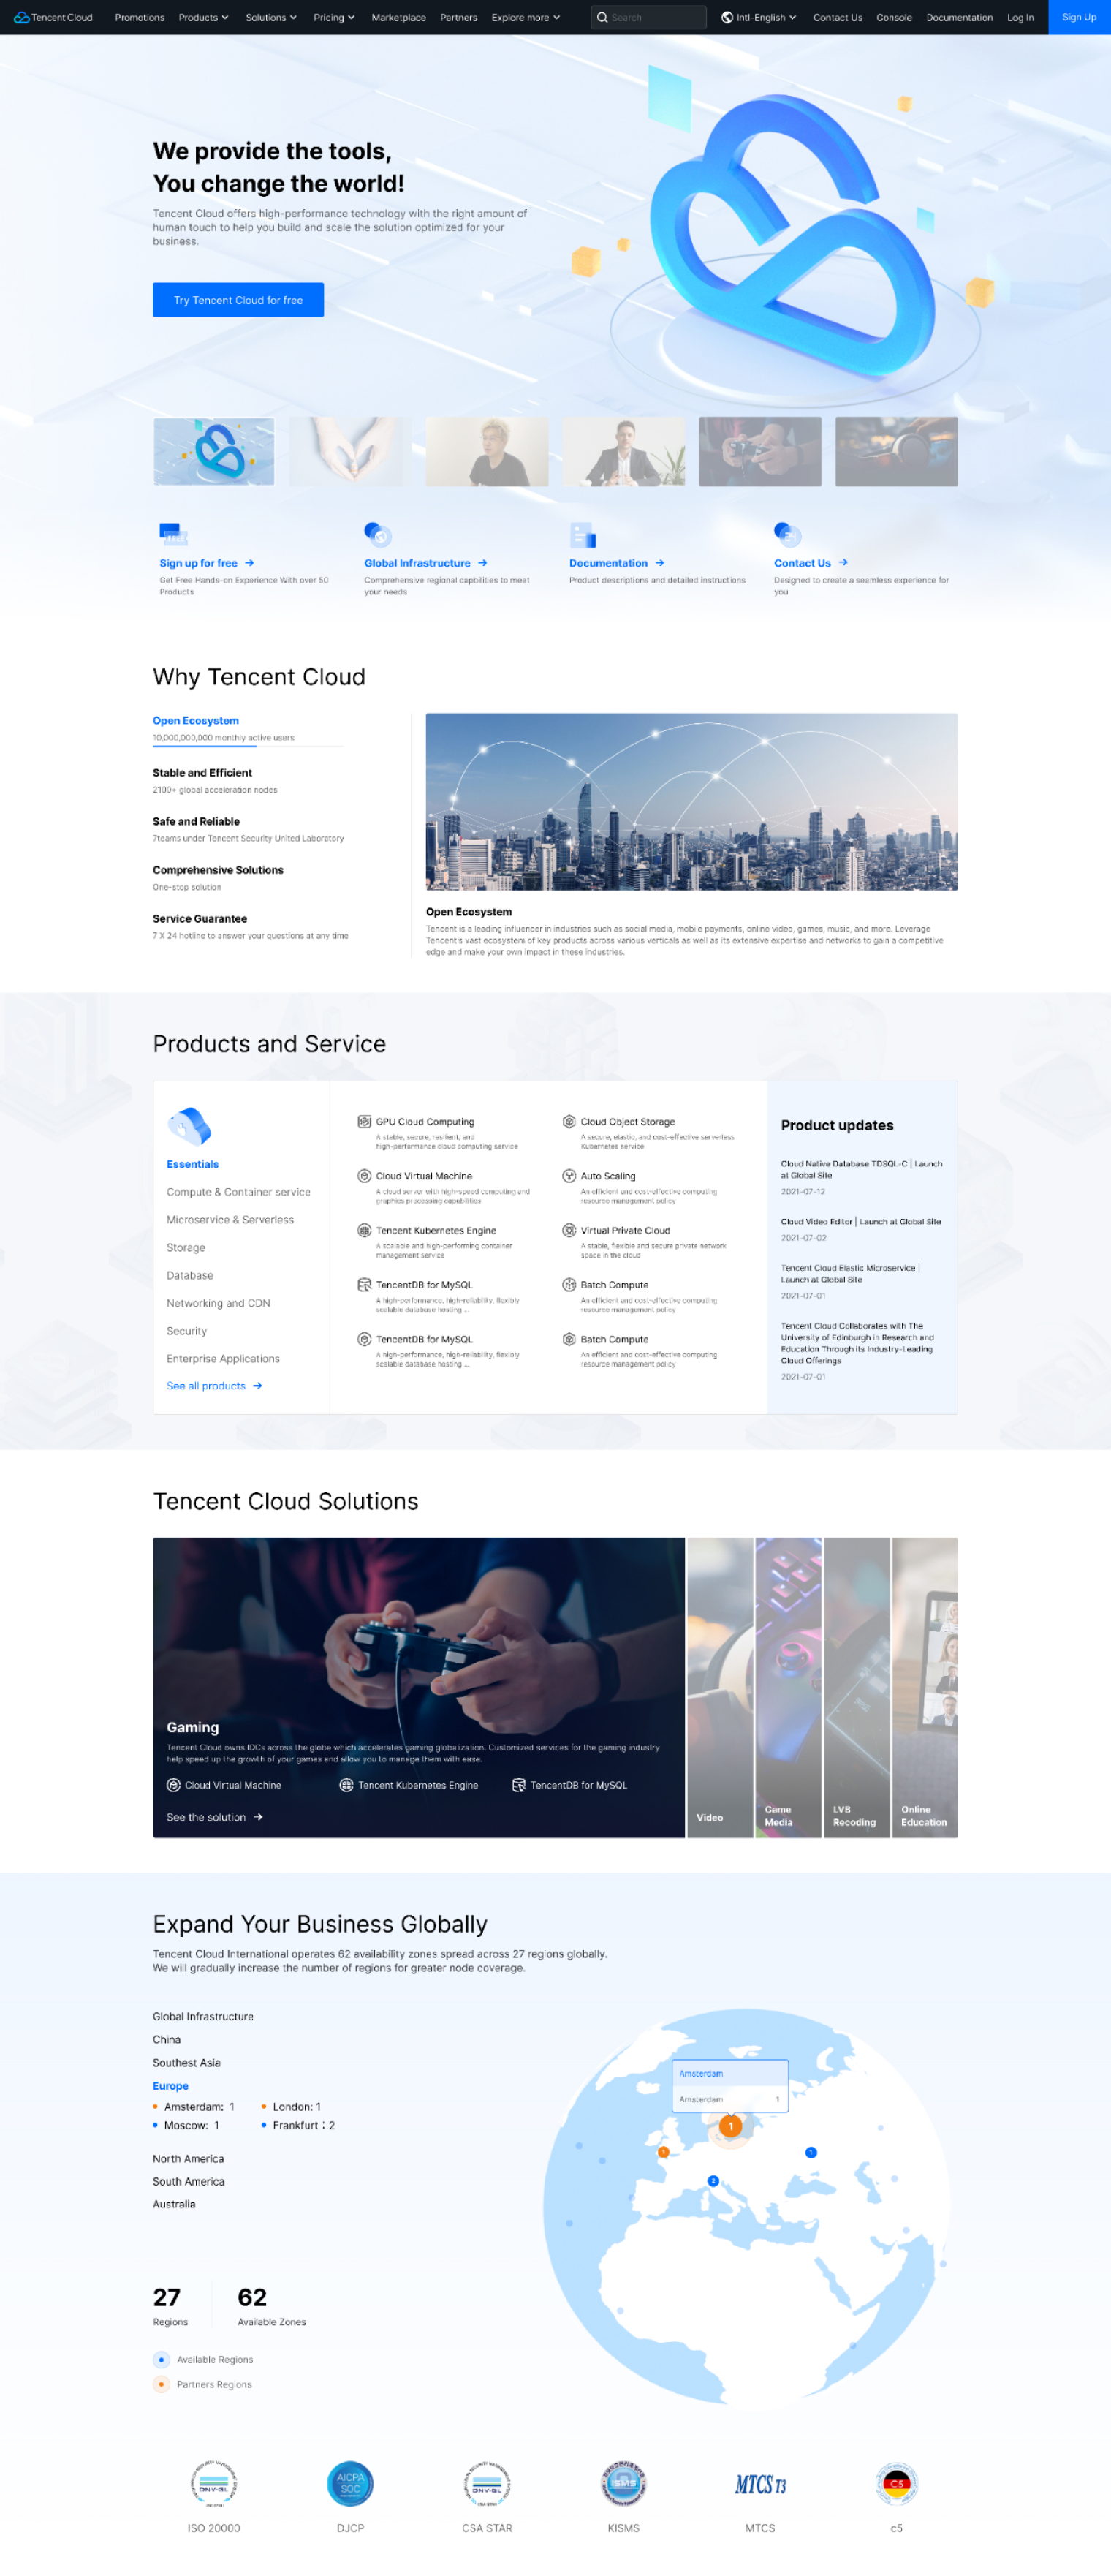 Tencent Cloud
Promotions
Products
Solutions
Pricing
Marketplace
Partners
Explore more
Search
Intl-English
Contact Us
Console
Documentation
Log In
Sign Up
We provide the tools,
You change the world!
Tencent Cloud offers high-performance technology with the right amount of
human touch to help you build and scale the solution optimized for your
business.
Try Tencent Cloud for free
FREE
24
Sign up for free
Get Free Hands-on Experience With over 50
Products
Global Infrastructure
Comprehensive regional capbilities to meet
your needs
Documentation
Product descriptions and detailed instructions
Contact Us
Designed to create a seamless experience for
you
Why Tencent Cloud
Open Ecosystem
10,000,000,000 monthly active users
Stable and Efficient
2100+ global acceleration nodes
Safe and Reliable
7teams under Tencent Security United Laboratory
Comprehensive Solutions
One-stop solution
Service Guarantee
7 X 24 hotline to answer your questions at any time
Open Ecosystem
Tencent is a leading influencer in industries such as social media, mobile payments, online video, games, music, and more. Leverage
Tencent's vast ecosystem of key products across various verticals as well as its extensive expertise and networks to gain a competitive
edge and make your own impact in these industries.
Products and Service
Essentials
Compute & Container service
Microservice & Serverless
Storage
Database
Networking and CDN
Security
Enterprise Applications
See all products
GPU Cloud Computing
A stable, secure, resilient, and
high-performance cloud computing service
Cloud Virtual Machine
A cloud server with high-speed computing and
graphics processing capabilities
Tencent Kubernetes Engine
A scalable and high-performing container
management service
TencentDB for MySQL
A high-performance, high-reliability, flexibly
scalable database hosting ...
TencentDB for MySQL
A high-performance, high-reliability, flexibly
scalable database hosting ...
Cloud Object Storage
A secure, elastic, and cost-effective serverless
Kubernetes service
Auto Scaling
An efficient and cost-effective computing
resource management policy
Virtual Private Cloud
A stable, flexible and secure private network
space in the cloud
Batch Compute
An efficient and cost-effective computing
resource management policy
Batch Compute
An efficient and cost-effective computing
resource management policy
Product updates
Cloud Native Database TDSQL-C | Launch
at Global Site
2021-07-12
Cloud Video Editor | Launch at Global Site
2021-07-02
Tencent Cloud Elastic Microservice |
Launch at Global Site
2021-07-01
Tencent Cloud Collaborates with The
University of Edinburgh in Research and
Education Through its Industry-Leading
Cloud Offerings
2021-07-01
Tencent Cloud Solutions
Gaming
Tencent Cloud owns IDCs across the globe which accelerates gaming globalization. Customized services for the gaming industry
help speed up the growth of your games and allow you to manage them with ease.
Cloud Virtual Machine
Tencent Kubernetes Engine
TencentDB for MySQL
See the solution
Video
Game
Media
LVB
Recoding
Online
Education
Expand Your Business Globally
Tencent Cloud International operates 62 availability zones spread across 27 regions globally.
We will gradually increase the number of regions for greater node coverage.
Global Infrastructure
China
Southest Asia
Europe
Amsterdam: 1
London: 1
Moscow: 1
Frankfurt : 2
North America
South America
Australia
Amsterdam
Amsterdam 1
1
1
1
2
27
Regions
62
Available Zones
Available Regions
Partners Regions
DNV·GL
AICPA
SOC
DNV·GL
ISMS
MTCS T3
C5
ISO 20000
DJCP
CSA STAR
KISMS
MTCS
c5